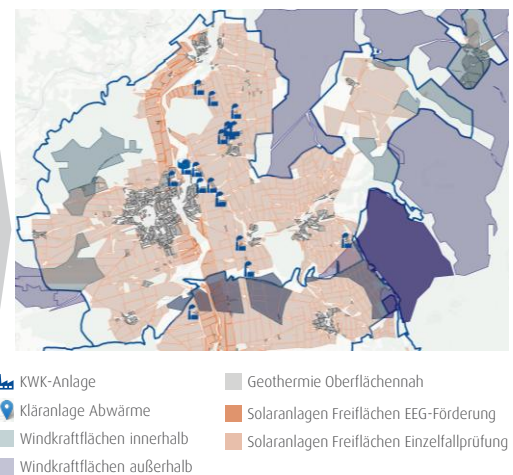 KWK-Anlage
Kläranlage Abwärme
Windkraftflächen innerhalb
Windkraftflächen außerhalb
Geothermie Oberflächennah
Solaranlagen Freiflächen EEG-Förderung
Solaranlagen Freiflächen Einzelfallprüfung